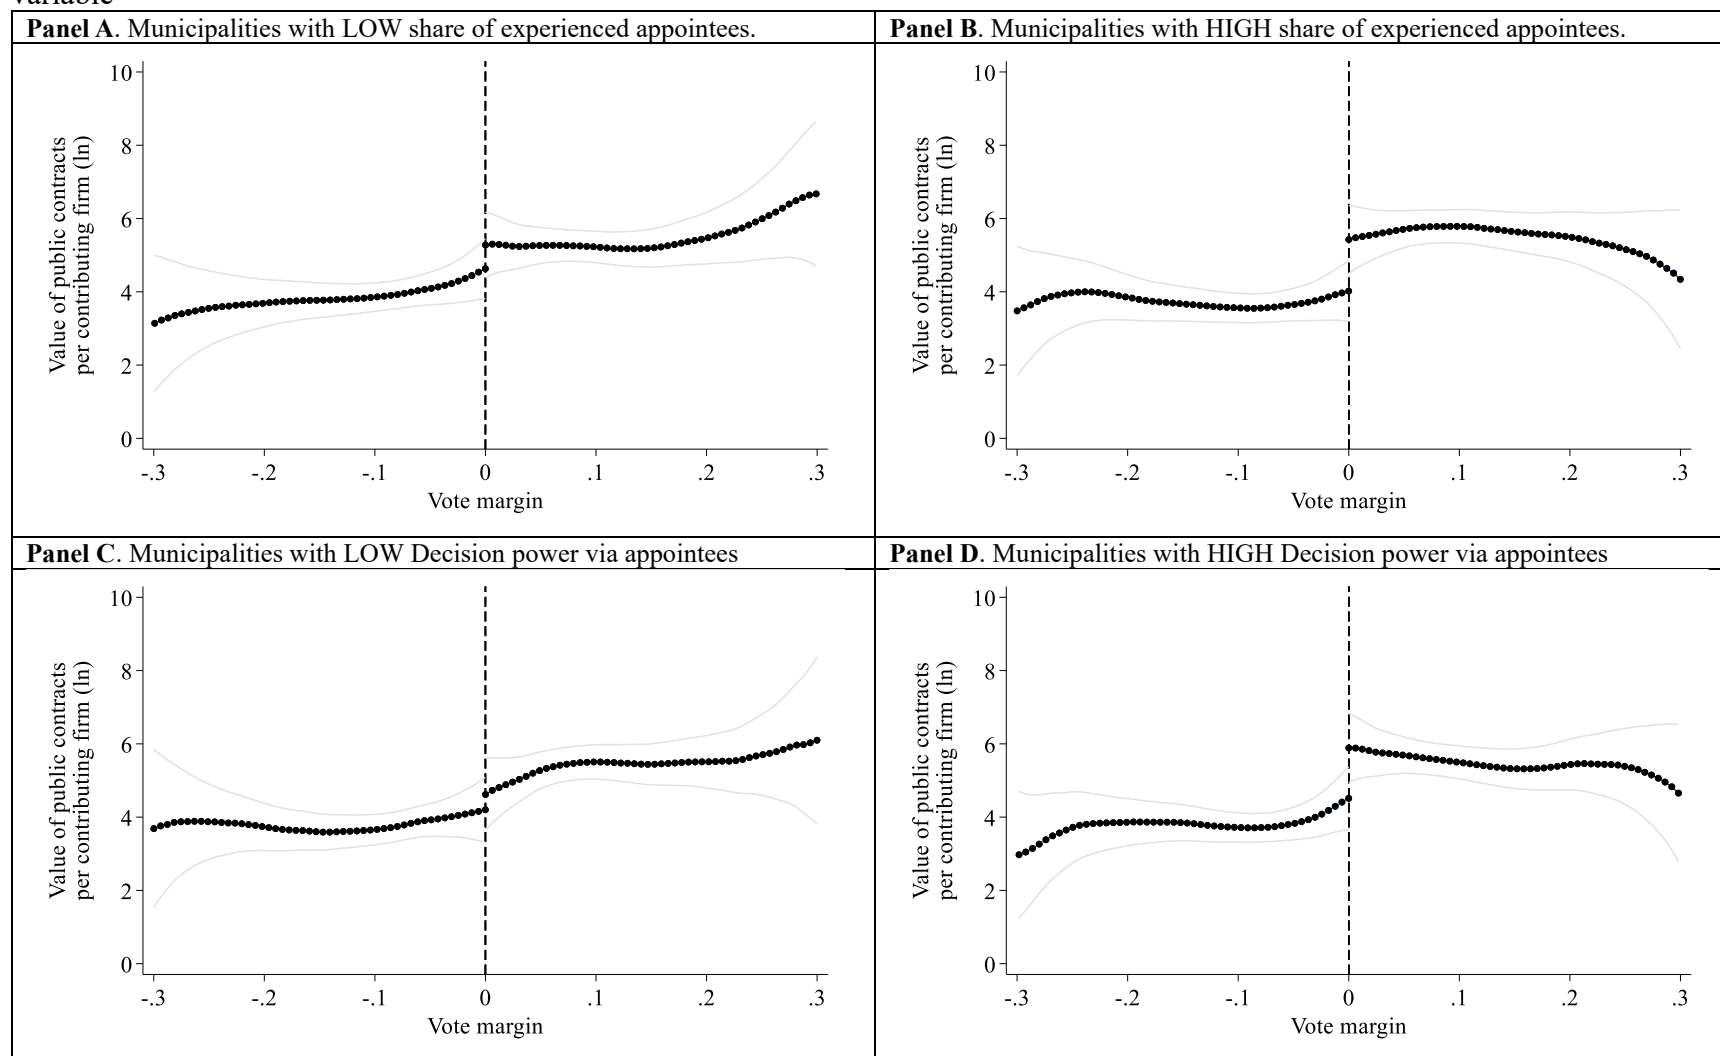 variable
Panel A. Municipalities with LOW share of experienced appointees.
Panel B. Municipalities with HIGH share of experienced appointees.
Value of public contracts
per contributing firm (ln)
10
8
6
4
2
0
-.3 -.2 -.1 0 .1 .2 .3
Vote margin
Value of public contracts
per contributing firm (ln)
10
8
6
4
2
0
-.3 -.2 -.1 0 .1 .2 .3
Vote margin
Panel C. Municipalities with LOW Decision power via appointees
Panel D. Municipalities with HIGH Decision power via appointees
Value of public contracts
per contributing firm (ln)
10
8
6
4
2
0
-.3 -.2 -.1 0 .1 .2 .3
Vote margin
Value of public contracts
per contributing firm (ln)
10
8
6
4
2
0
-.3 -.2 -.1 0 .1 .2 .3
Vote margin